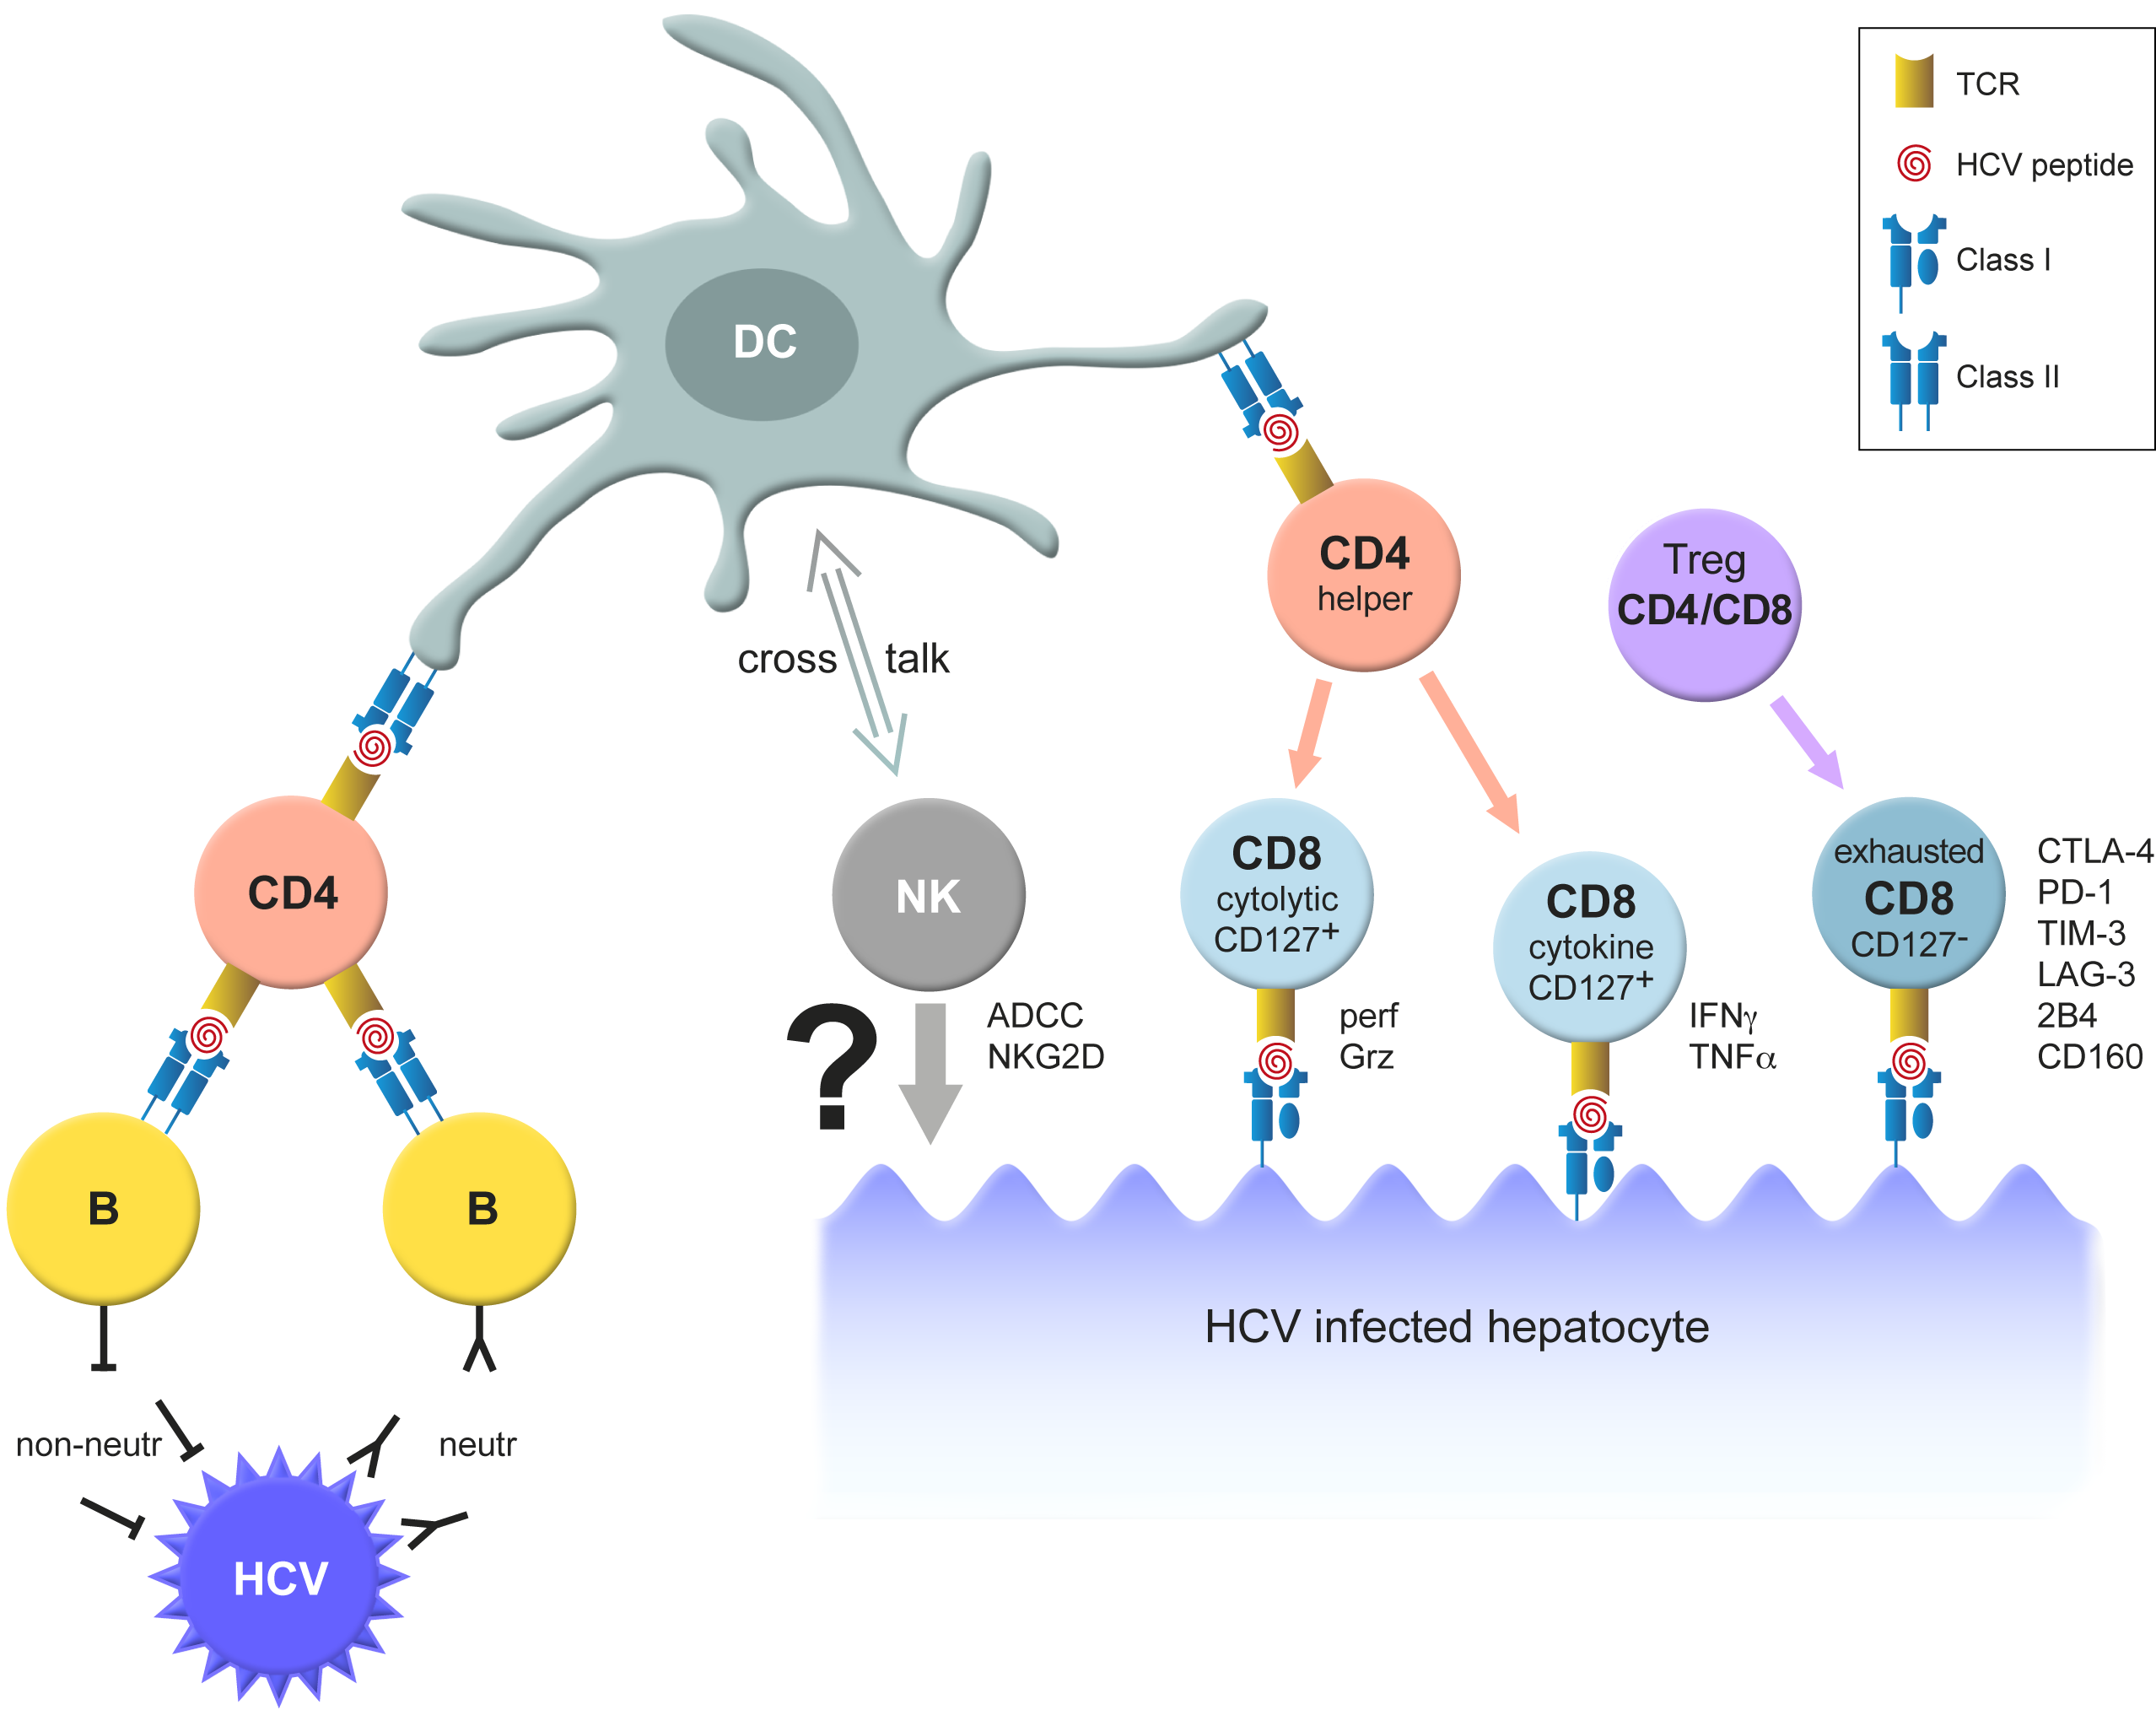 TCR
HCV peptide
Class I
Class II
DC
CD4
helper
Treg
CD4/CD8
cross talk
CD4
NK
CD8
cytolytic
CD127+
CD8
cytokine
CD127+
exhausted
CD8
CD127-
CTLA-4
PD-1
TIM-3
LAG-3
2B4
CD160
?
ADCC
NKG2D
perf
Grz
IFNγ
TNFα
B
B
HCV infected hepatocyte
non-neutr
neutr
HCV